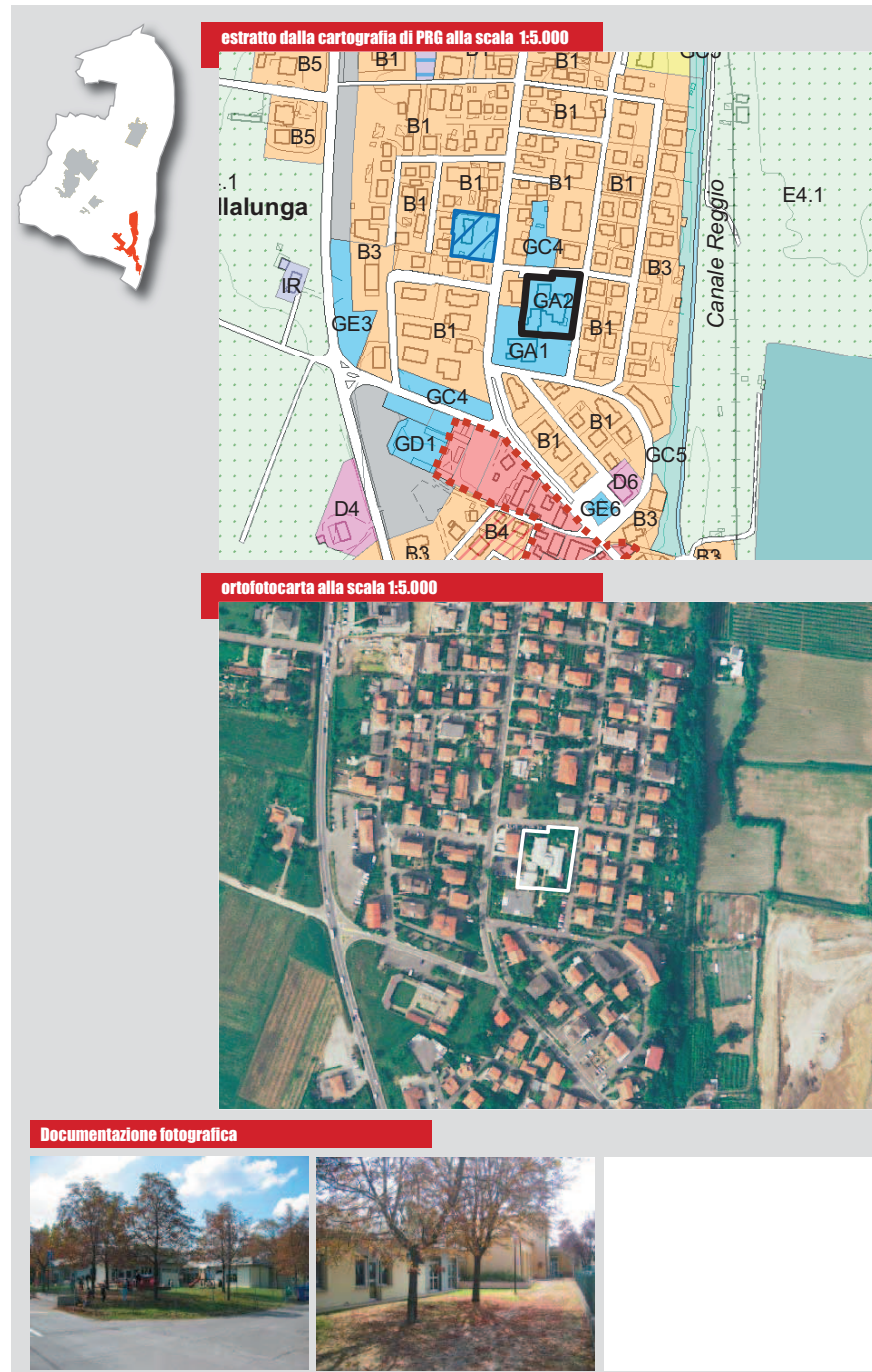 estratto dalla cartografia di PRG alla scala 1:5.000
B5
B1
B1
B5
B1
B1
B1
B1
B1
B1
E4.1
llalunga
B3
GC4
B3
Canale Reggio
IR
GA2
GE3
B1
B1
GA1
GC4
GD1
B1
B1
GC5
D6
D4
GE6
B3
B3
B4
B3
ortofotocarta alla scala 1:5.000
Documentazione fotografica